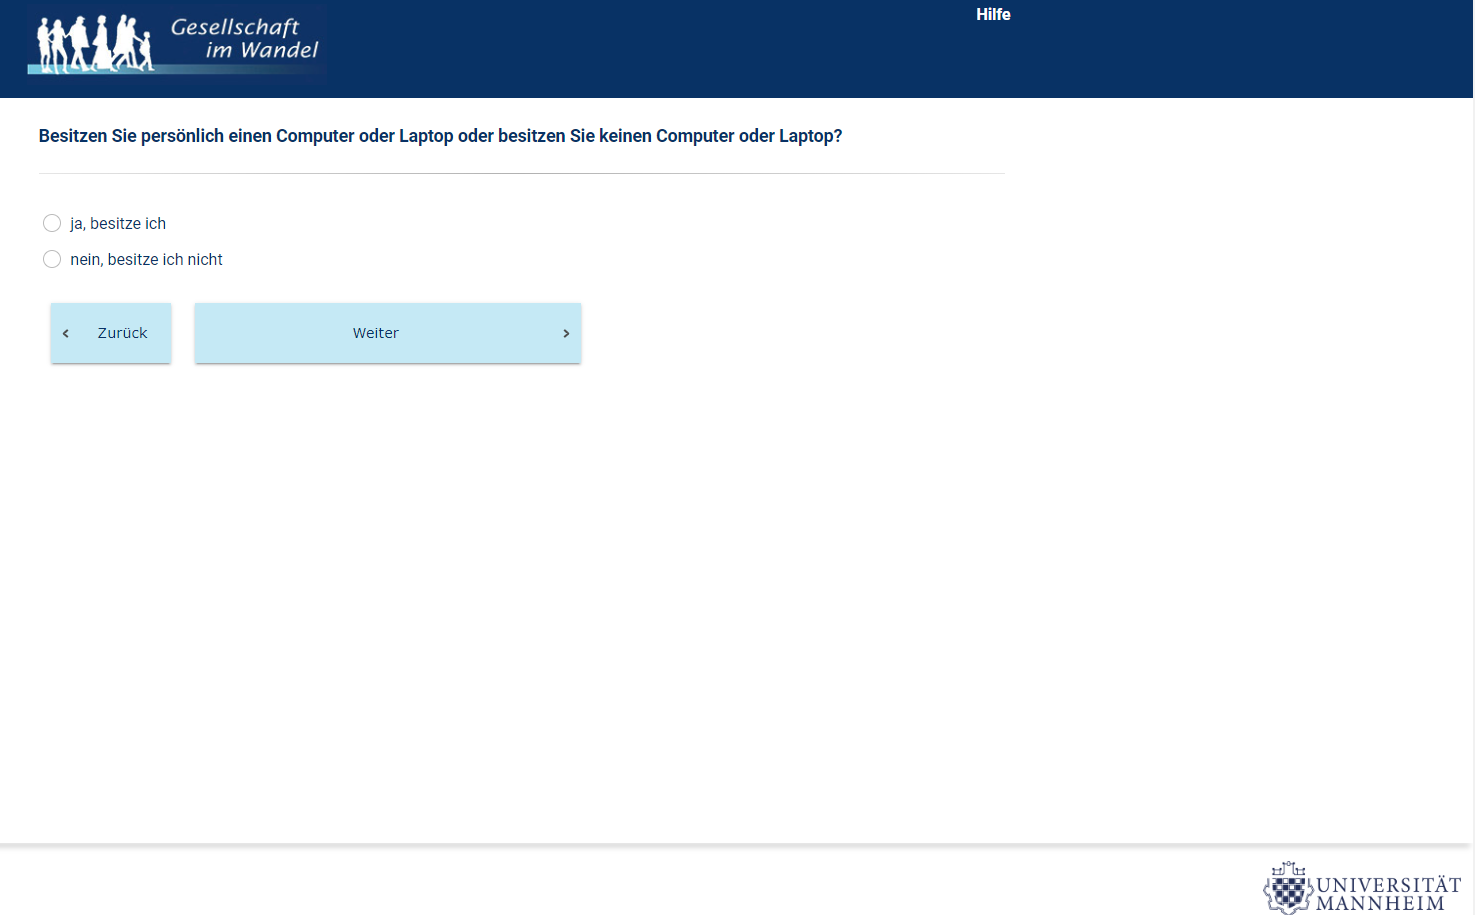 Gesellschaft
im Wandel
Hilfe
Besitzen Sie persönlich einen Computer oder Laptop oder besitzen Sie keinen Computer oder Laptop?
ja, besitze ich
nein, besitze ich nicht
‹ Zurück
Weiter ›
UNIVERSITÄT
MANNHEIM